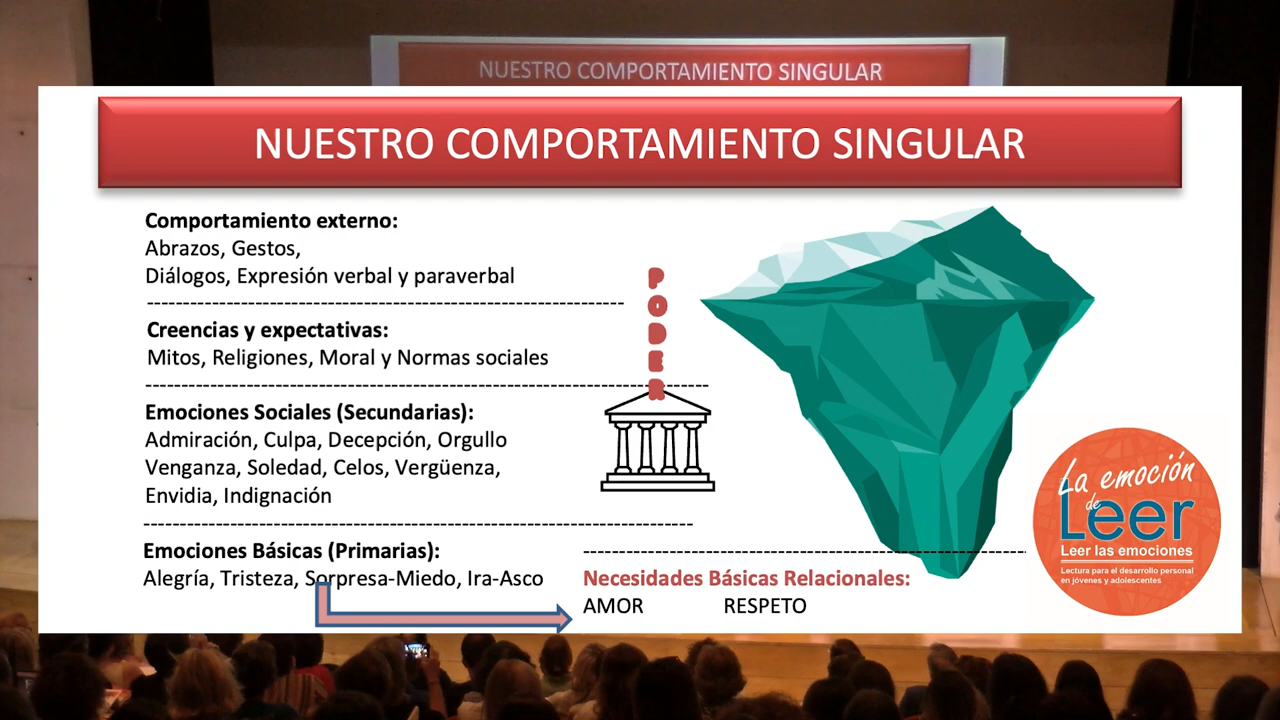 NUESTRO COMPORTAMIENTO SINGULAR
NUESTRO COMPORTAMIENTO SINGULAR
Comportamiento externo:
Abrazos, Gestos,
Diálogos, Expresión verbal y paraverbal
Creencias y expectativas:
Mitos, Religiones, Moral y Normas sociales
Emociones Sociales (Secundarias):
Admiración, Culpa, Decepción, Orgullo
Venganza, Soledad, Celos, Vergüenza,
Envidia, Indignación
Emociones Básicas (Primarias):
Alegría, Tristeza, Sorpresa-Miedo, Ira-Asco
PODER
Necesidades Básicas Relacionales:
AMOR RESPETO
La emoción
de
Leer
Leer las emociones
Lectura para el desarrollo personal
en jóvenes y adolescentes